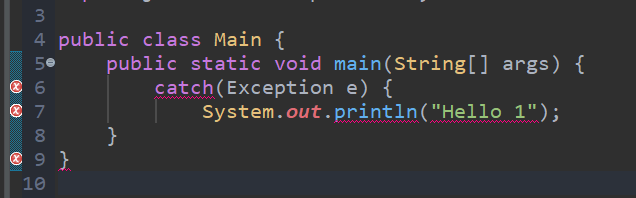 3
4 public class Main {
5 public static void main(String[] args) {
6 catch(Exception e) {
7 System.out.println("Hello 1");
8 }
9 }
10